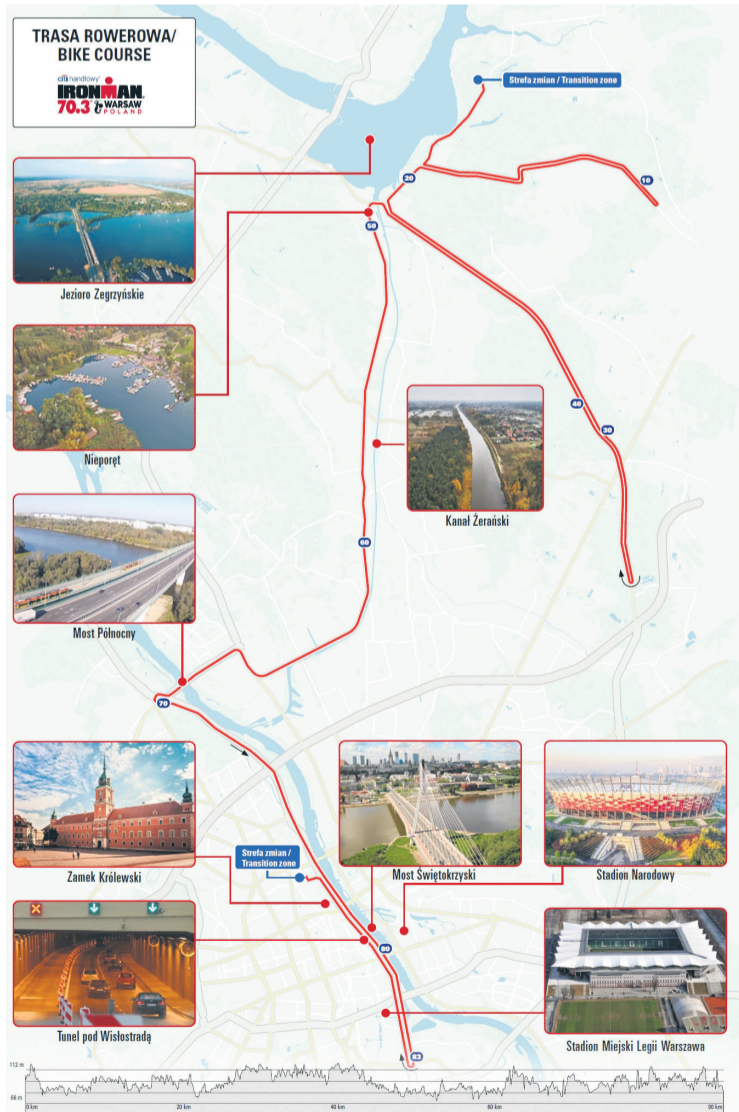 TRASA ROWEROWA/
BIKE COURSE
citi handlowy
IRONMAN
70.3 WARSAW
POLAND
Strefa zmian / Transition zone
20
10
Jezioro Zegrzyńskie
50
Nieporęt
40
30
Kanał Żerański
60
Most Północny
70
Zamek Królewski
Strefa zmian /
Transition zone
Most Świętokrzyski
Stadion Narodowy
80
Tunel pod Wisłostradą
Stadion Miejski Legii Warszawa
82
112 m
66 m
0 km
20 km
40 km
60 km
90 km